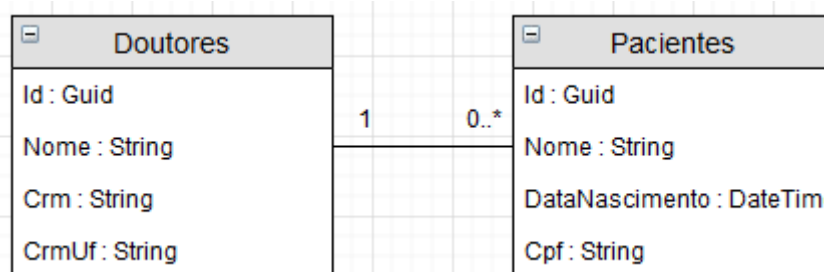 Doutores
Id : Guid
Nome : String
Crm : String
CrmUf : String
1
0..*
Pacientes
Id : Guid
Nome : String
DataNascimento : DateTim
Cpf : String